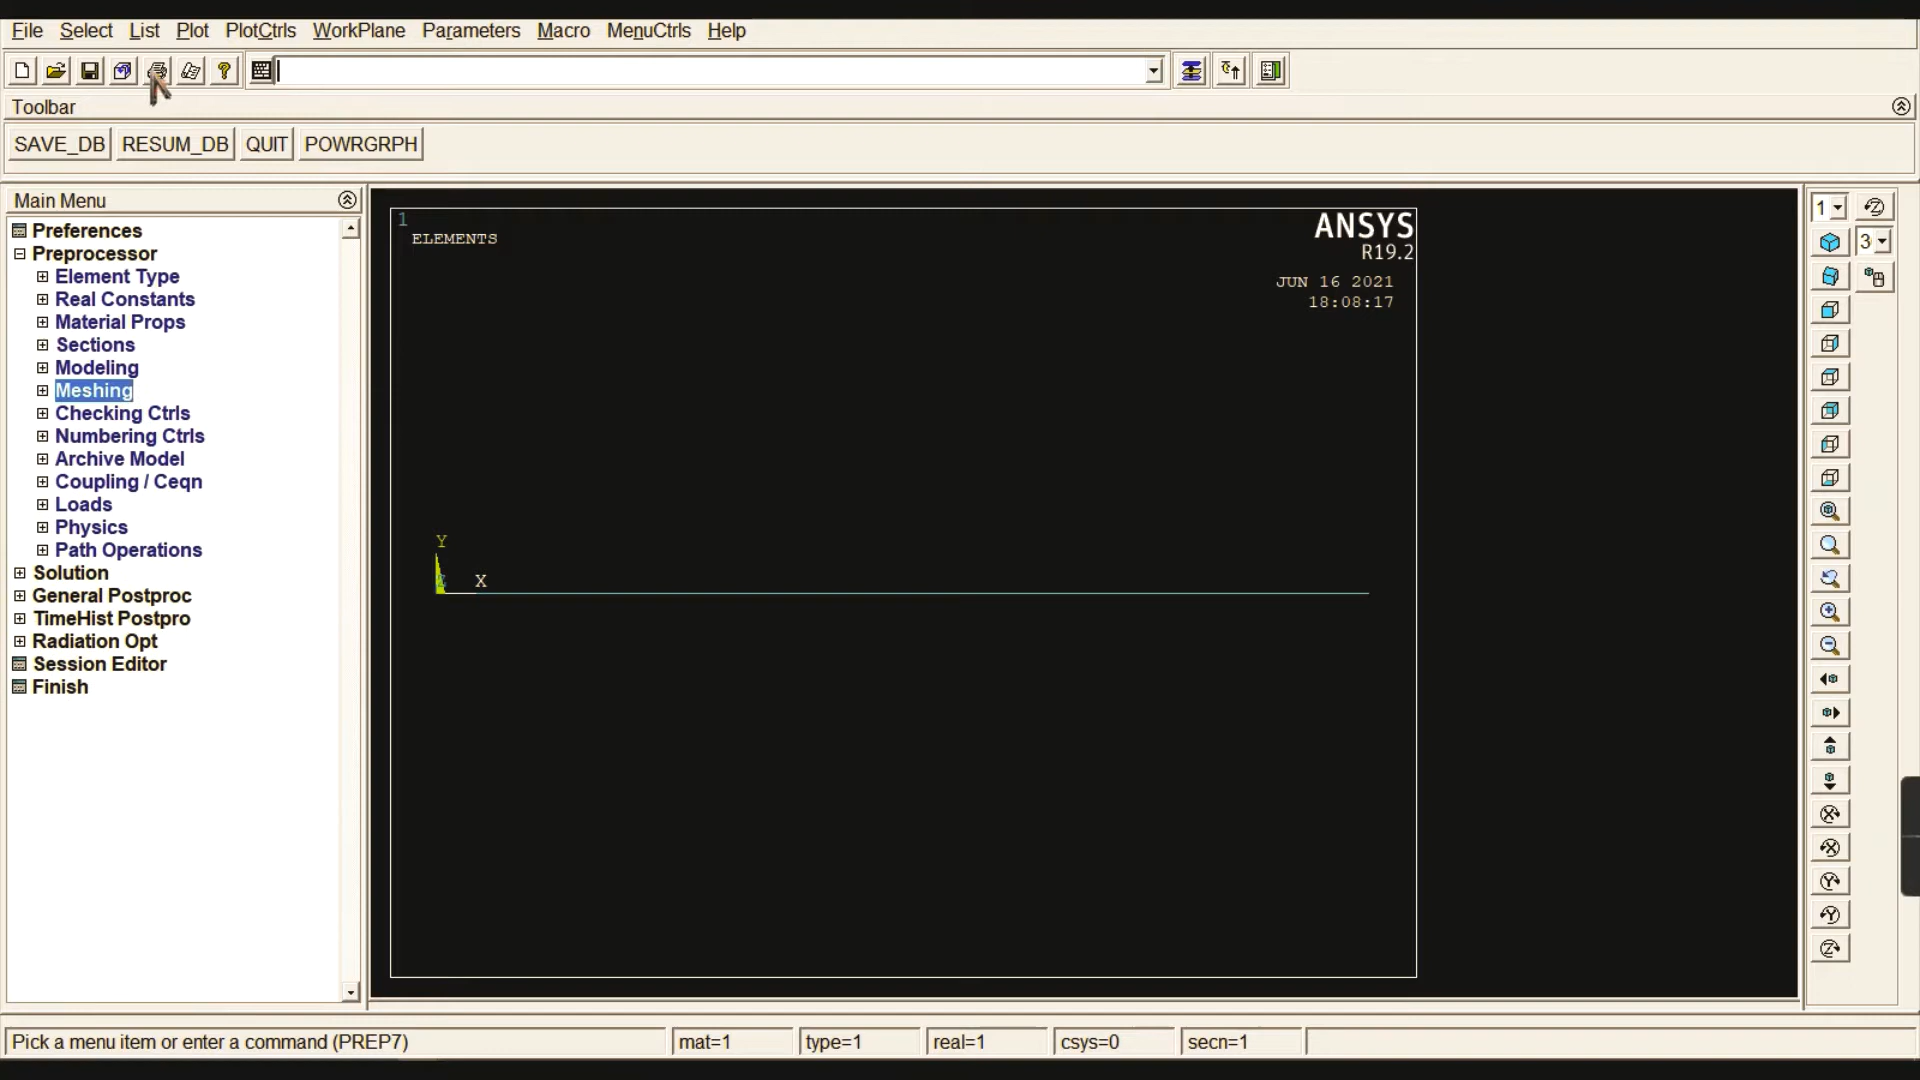 File Select List Plot PlotCtrls WorkPlane Parameters Macro MenuCtrls Help
Toolbar
SAVE_DB RESUM_DB QUIT POWRGRPH
Main Menu
Preferences
Preprocessor
Element Type
Real Constants
Material Props
Sections
Modeling
Meshing
Checking Ctrls
Numbering Ctrls
Archive Model
Coupling / Ceqn
Loads
Physics
Path Operations
Solution
General Postproc
TimeHist Postpro
Radiation Opt
Session Editor
Finish
1
ELEMENTS
ANSYS
R19.2
JUN 16 2021
18:08:17
Y
Z X
1
3
Pick a menu item or enter a command (PREP7) mat=1 type=1 real=1 csys=0 secn=1